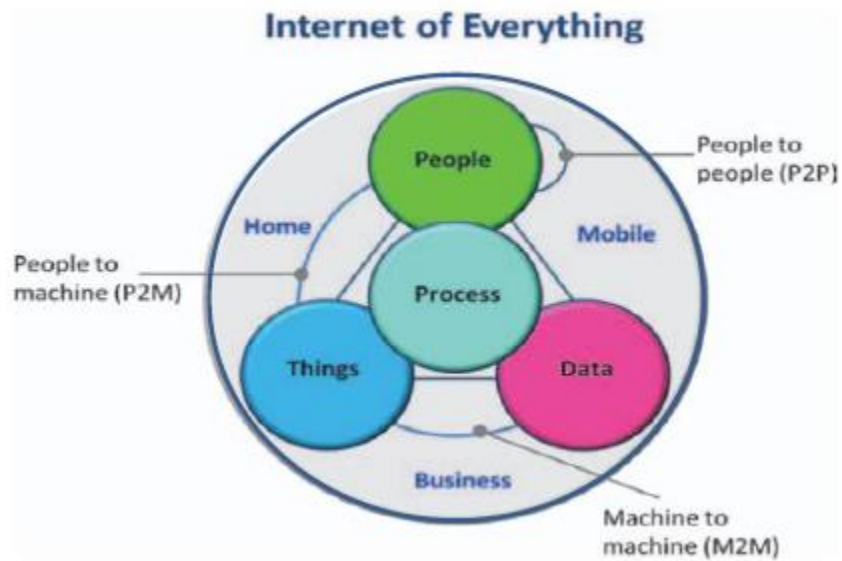 Internet of Everything
People
People to
people (P2P)
Home
Mobile
People to
machine (P2M)
Process
Things
Data
Business
Machine to
machine (M2M)